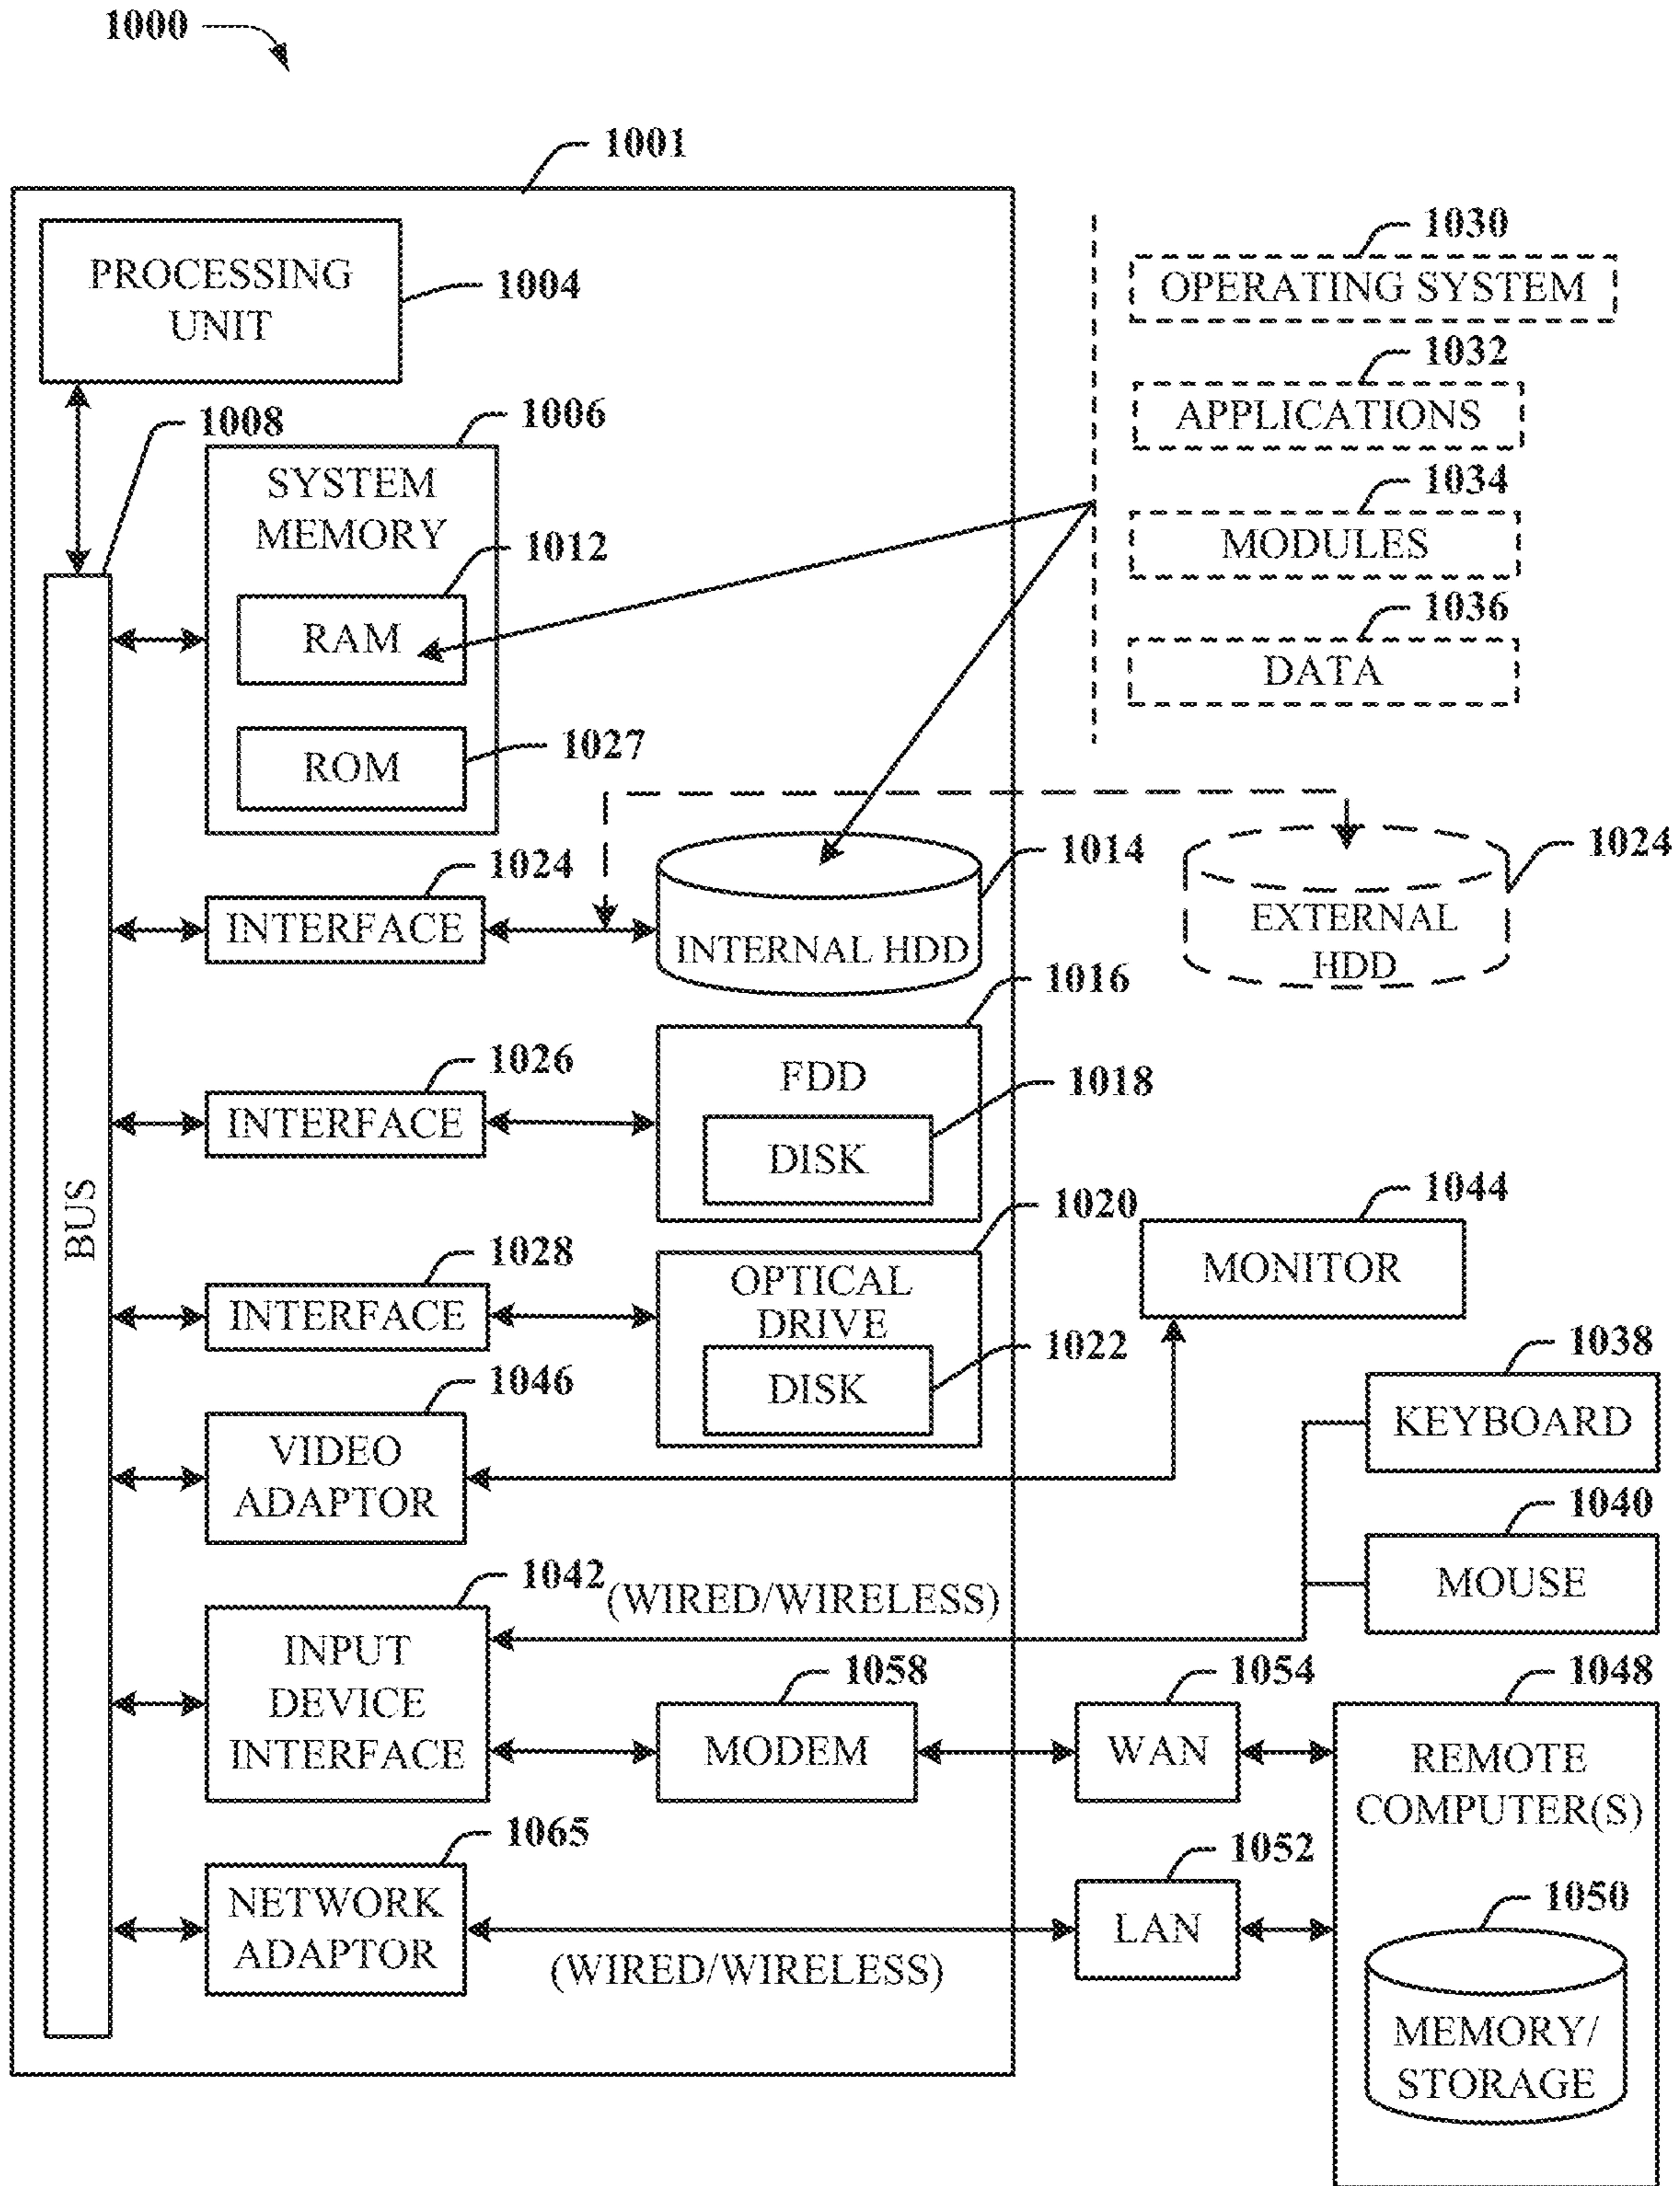 1000
1001
PROCESSING
UNIT
1004
1030
OPERATING SYSTEM
1032
APPLICATIONS
1034
MODULES
1036
DATA
1008
1006
SYSTEM
MEMORY
1012
RAM
1027
ROM
1024
INTERFACE
1014
INTERNAL HDD
1024
EXTERNAL
HDD
1016
FDD
1018
DISK
1026
INTERFACE
BUS
1020
OPTICAL
DRIVE
1022
DISK
1028
INTERFACE
1044
MONITOR
1046
VIDEO
ADAPTOR
1038
KEYBOARD
1040
MOUSE
1042
(WIRED/WIRELESS)
INPUT
DEVICE
INTERFACE
1058
MODEM
1054
WAN
1048
REMOTE
COMPUTER(S)
1065
NETWORK
ADAPTOR
(WIRED/WIRELESS)
1052
LAN
1050
MEMORY/
STORAGE